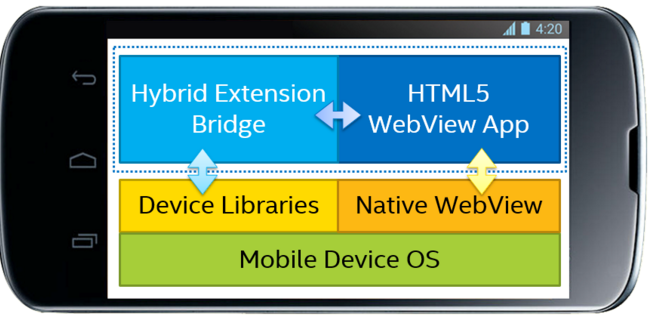 4:20
Hybrid Extension
Bridge
HTML5
WebView App
Device Libraries
Native WebView
Mobile Device OS